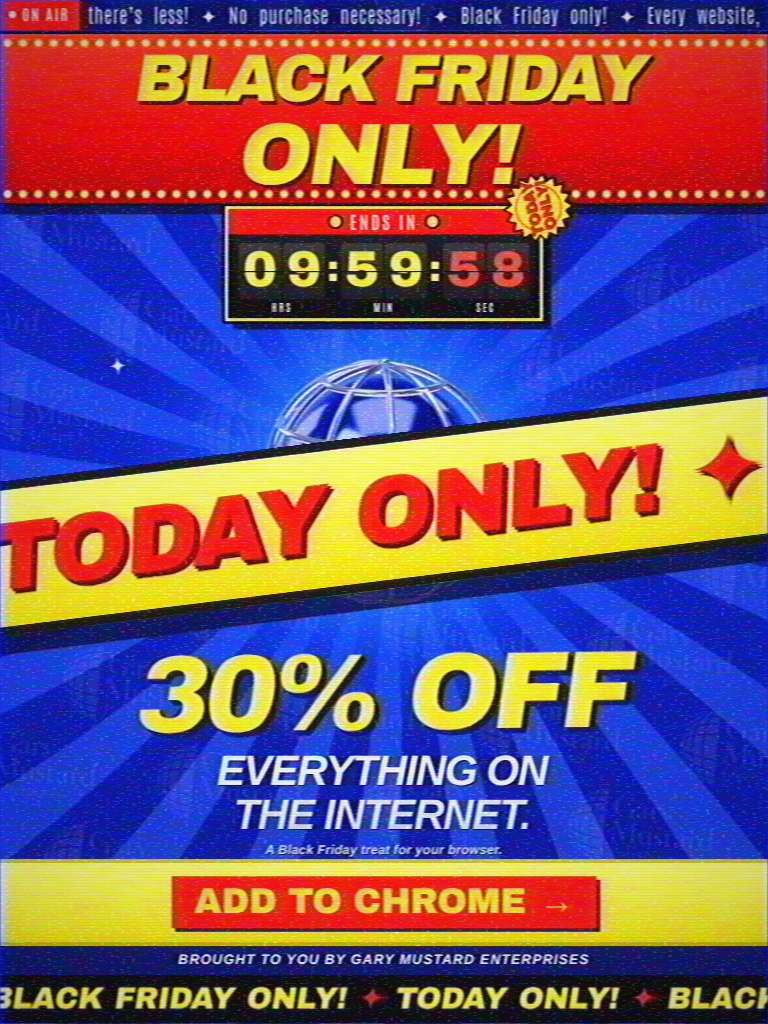 ON AIR there's less! ✦ No purchase necessary! ✦ Black Friday only! ✦ Every website,
BLACK FRIDAY
ONLY!
TODAY
ONLY
ENDS IN
09:59:58
HRS MIN SEC
TODAY ONLY! ✦
30% OFF
EVERYTHING ON
THE INTERNET.
A Black Friday treat for your browser.
ADD TO CHROME →
BROUGHT TO YOU BY GARY MUSTARD ENTERPRISES
BLACK FRIDAY ONLY! ✦ TODAY ONLY! ✦ BLACK